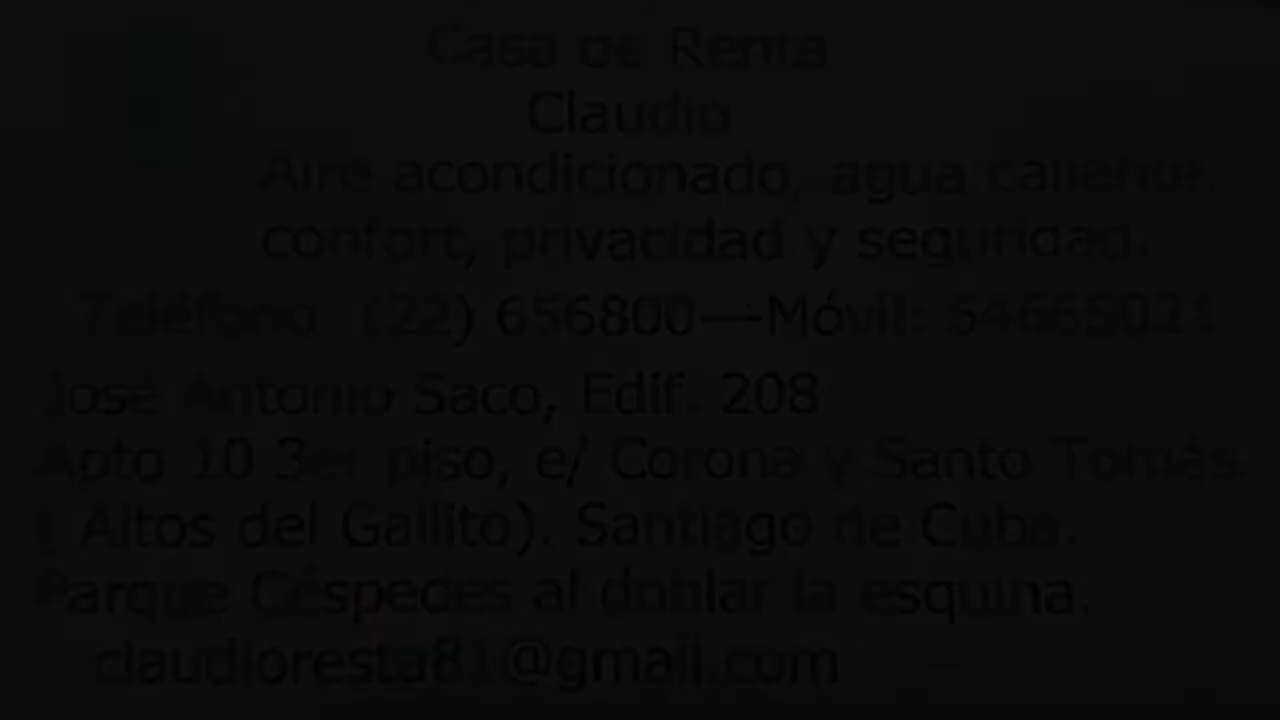 Casa de Renta
Claudio
Aire acondicionado, agua caliente.
confort, privacidad y seguridad.
Teléfono (22) 656800—-Móvil: 54665021
José Antonio Saco, Edif. 208
Apto 10 3er piso, e/ Corona y Santo Tomás
( Altos del Gallito). Santiago de Cuba.
Parque Céspedes al doblar la esquina.
claudioresta81@gmail.com